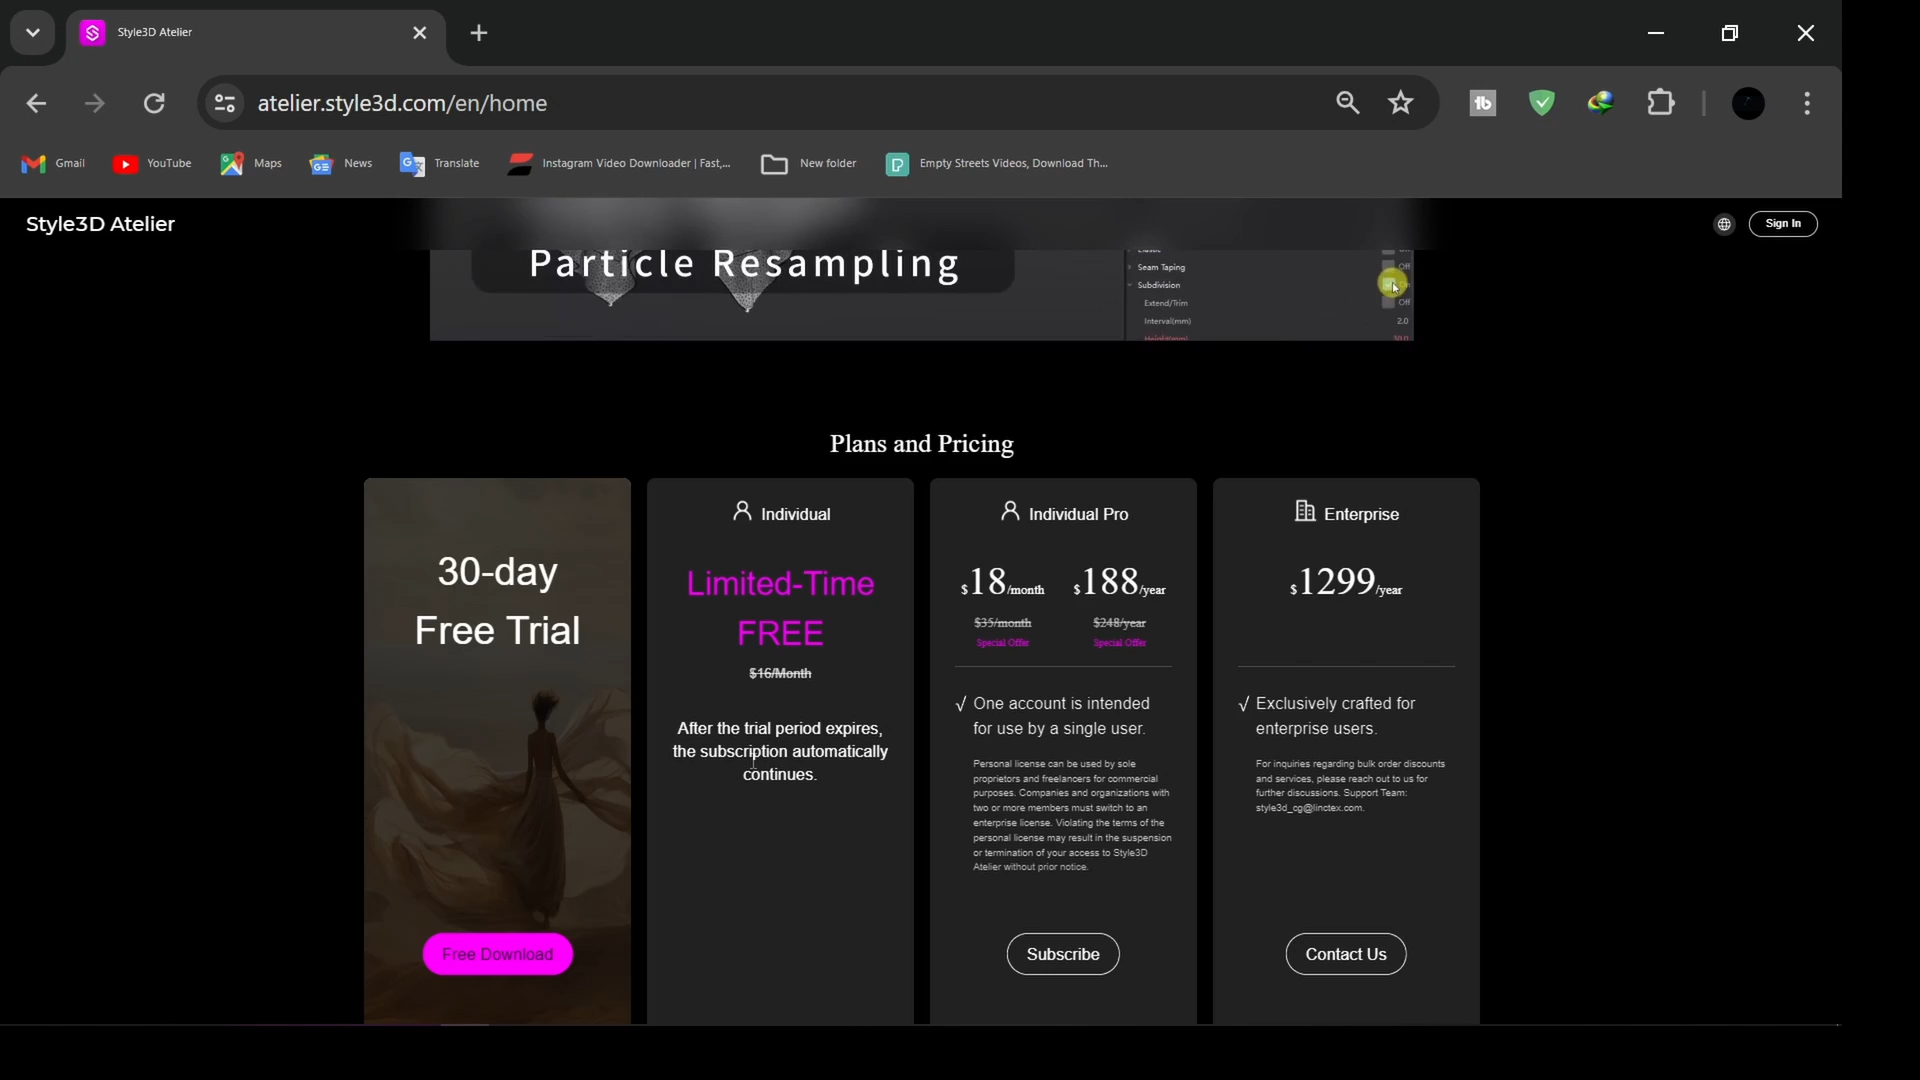 Style3D Atelier
atelier.style3d.com/en/home
Gmail
YouTube
Maps
News
Translate
Instagram Video Downloader | Fast,...
New folder
Empty Streets Videos, Download Th...
Style3D Atelier
Sign In
Particle Resampling
Seam Taping
Off
Subdivision
Extend/Trim
Off
Interval(mm)
2.0
Height(mm)
Plans and Pricing
30-day
Free Trial
Free Download
Individual
Limited-Time
FREE
$16/Month
After the trial period expires,
the subscription automatically
continues.
Individual Pro
$18/month $188/year
$35/month $248/year
Special Offer Special Offer
√ One account is intended
for use by a single user.
Personal license can be used by sole
proprietors and freelancers for commercial
purposes. Companies and organizations with
two or more members must switch to an
enterprise license. Violating the terms of the
personal license may result in the suspension
or termination of your access to Style3D
Atelier without prior notice.
Subscribe
Enterprise
$1299/year
√ Exclusively crafted for
enterprise users.
For inquiries regarding bulk order discounts
and services, please reach out to us for
further discussions. Support Team:
style3d_cg@linctex.com.
Contact Us